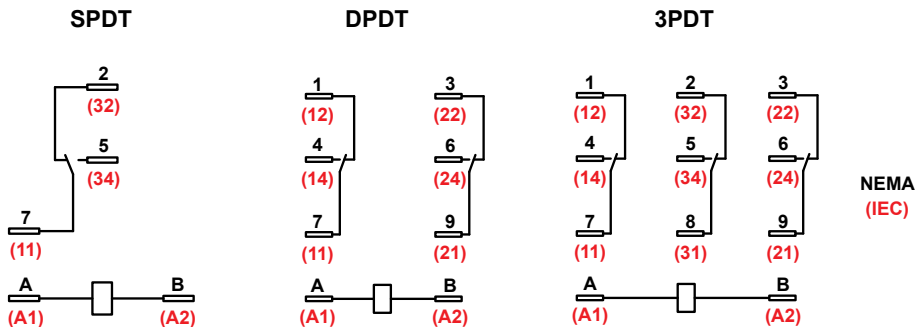 SPDT DPDT 3PDT
2
(32)
5
(34)
7
(11)
A B
(A1) (A2)
1 3
(12) (22)
4 6
(14) (24)
7 9
(11) (21)
A B
(A1) (A2)
1 2 3
(12) (32) (22)
4 5 6
(14) (34) (24)
7 8 9
(11) (31) (21)
A B
(A1) (A2)
NEMA
(IEC)